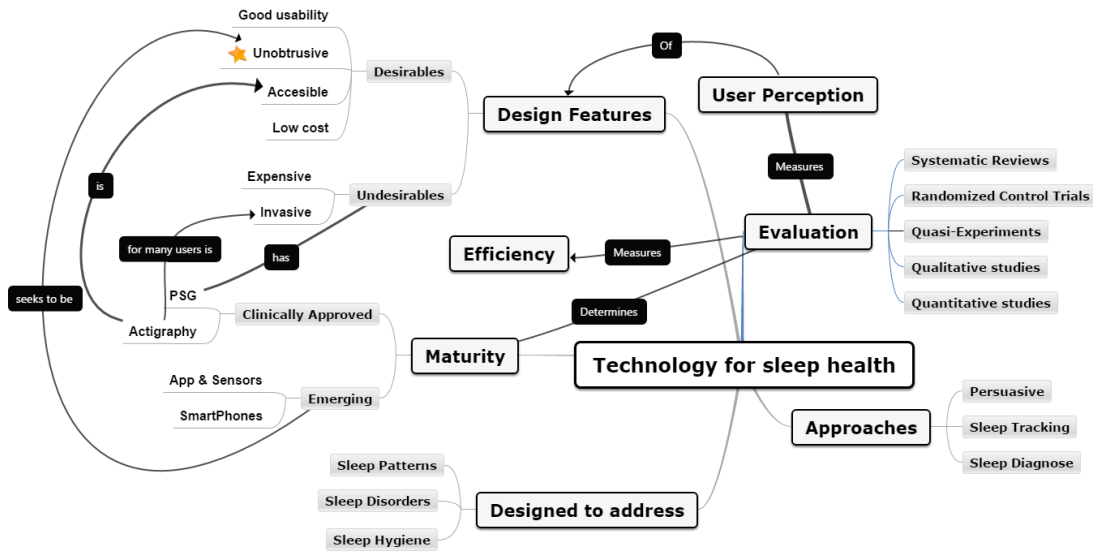 Good usability
Unobtrusive
Accesible
Low cost
Desirables
Expensive
Invasive
Undesirables
Design Features
Of
User Perception
Measures
is
for many users is
has
seeks to be
Efficiency
Measures
Evaluation
Systematic Reviews
Randomized Control Trials
Quasi-Experiments
Qualitative studies
Quantitative studies
PSG
Actigraphy
Clinically Approved
Determines
Maturity
Technology for sleep health
App & Sensors
SmartPhones
Emerging
Approaches
Persuasive
Sleep Tracking
Sleep Diagnose
Sleep Patterns
Sleep Disorders
Sleep Hygiene
Designed to address